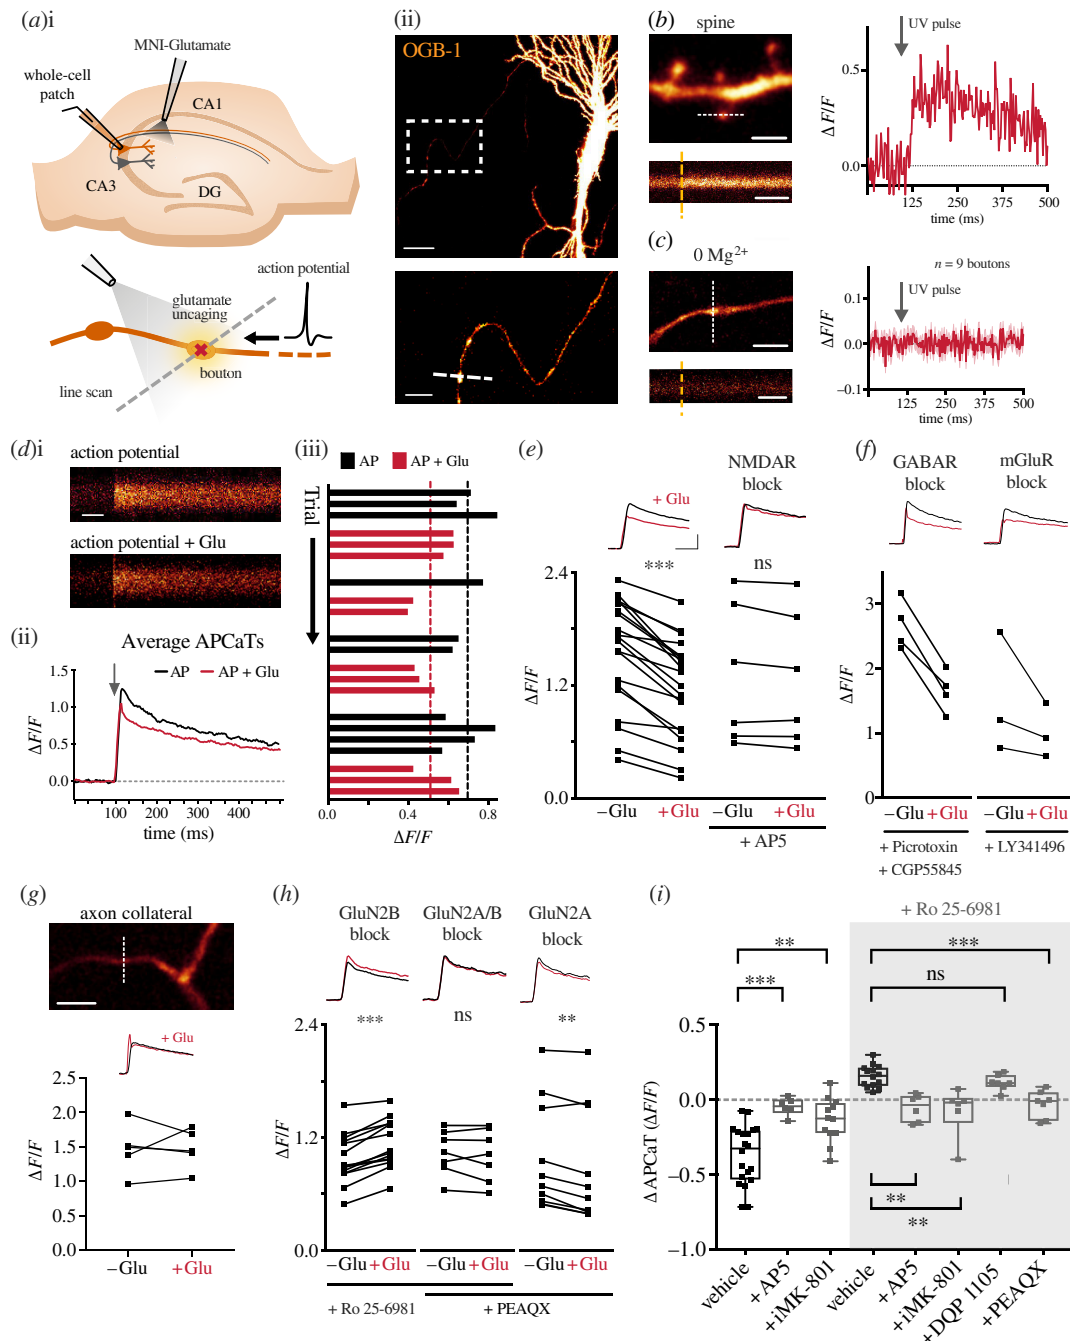 (a)i
MNI-Glutamate
whole-cell
patch
CA1
CA3
DG
action potential
glutamate
uncaging
bouton
line scan
(ii)
OGB-1
(b)
spine
UV pulse
ΔF/F
0.5
0.0
125 250 375 500
time (ms)
(c)
0 Mg2+
n = 9 boutons
UV pulse
ΔF/F
0.1
0.0
−0.1
125 250 375 500
time (ms)
(d)i
action potential
action potential + Glu
(ii)
Average APCaTs
AP AP + Glu
ΔF/F
1.5
1.0
0.5
0.0
0 100 200 300 400
time (ms)
(iii)
AP AP + Glu
Trial
0.0 0.4 0.8
ΔF/F
(e)
NMDAR
block
+ Glu
*** ns
ΔF/F
2.4
1.2
0.0
−Glu +Glu −Glu +Glu
+ AP5
(f)
GABAR
block
mGluR
block
ΔF/F
3
2
1
0
−Glu +Glu −Glu +Glu
+ Picrotoxin
+ CGP55845
+ LY341496
(g)
axon collateral
+ Glu
ΔF/F
2.5
2.0
1.5
1.0
0.5
0.0
−Glu +Glu
(h)
GluN2B
block
GluN2A/B
block
GluN2A
block
*** ns **
ΔF/F
2.4
1.2
0.0
−Glu +Glu −Glu +Glu −Glu +Glu
+ Ro 25-6981
+ PEAQX
(i)
+ Ro 25-6981
** ***
*** ns
ΔAPCaT (ΔF/F)
0.5
0.0
−0.5
−1.0
**
**
vehicle
+AP5
+iMK-801
vehicle
+AP5
+iMK-801
+DQP 1105
+PEAQX